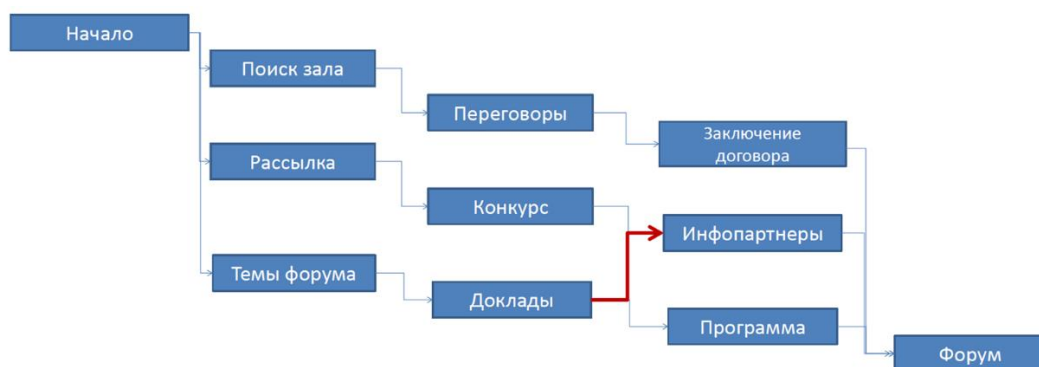 Начало
Поиск зала
Переговоры
Заключение
договора
Рассылка
Конкурс
Инфопартнеры
Темы форума
Доклады
Программа
Форум